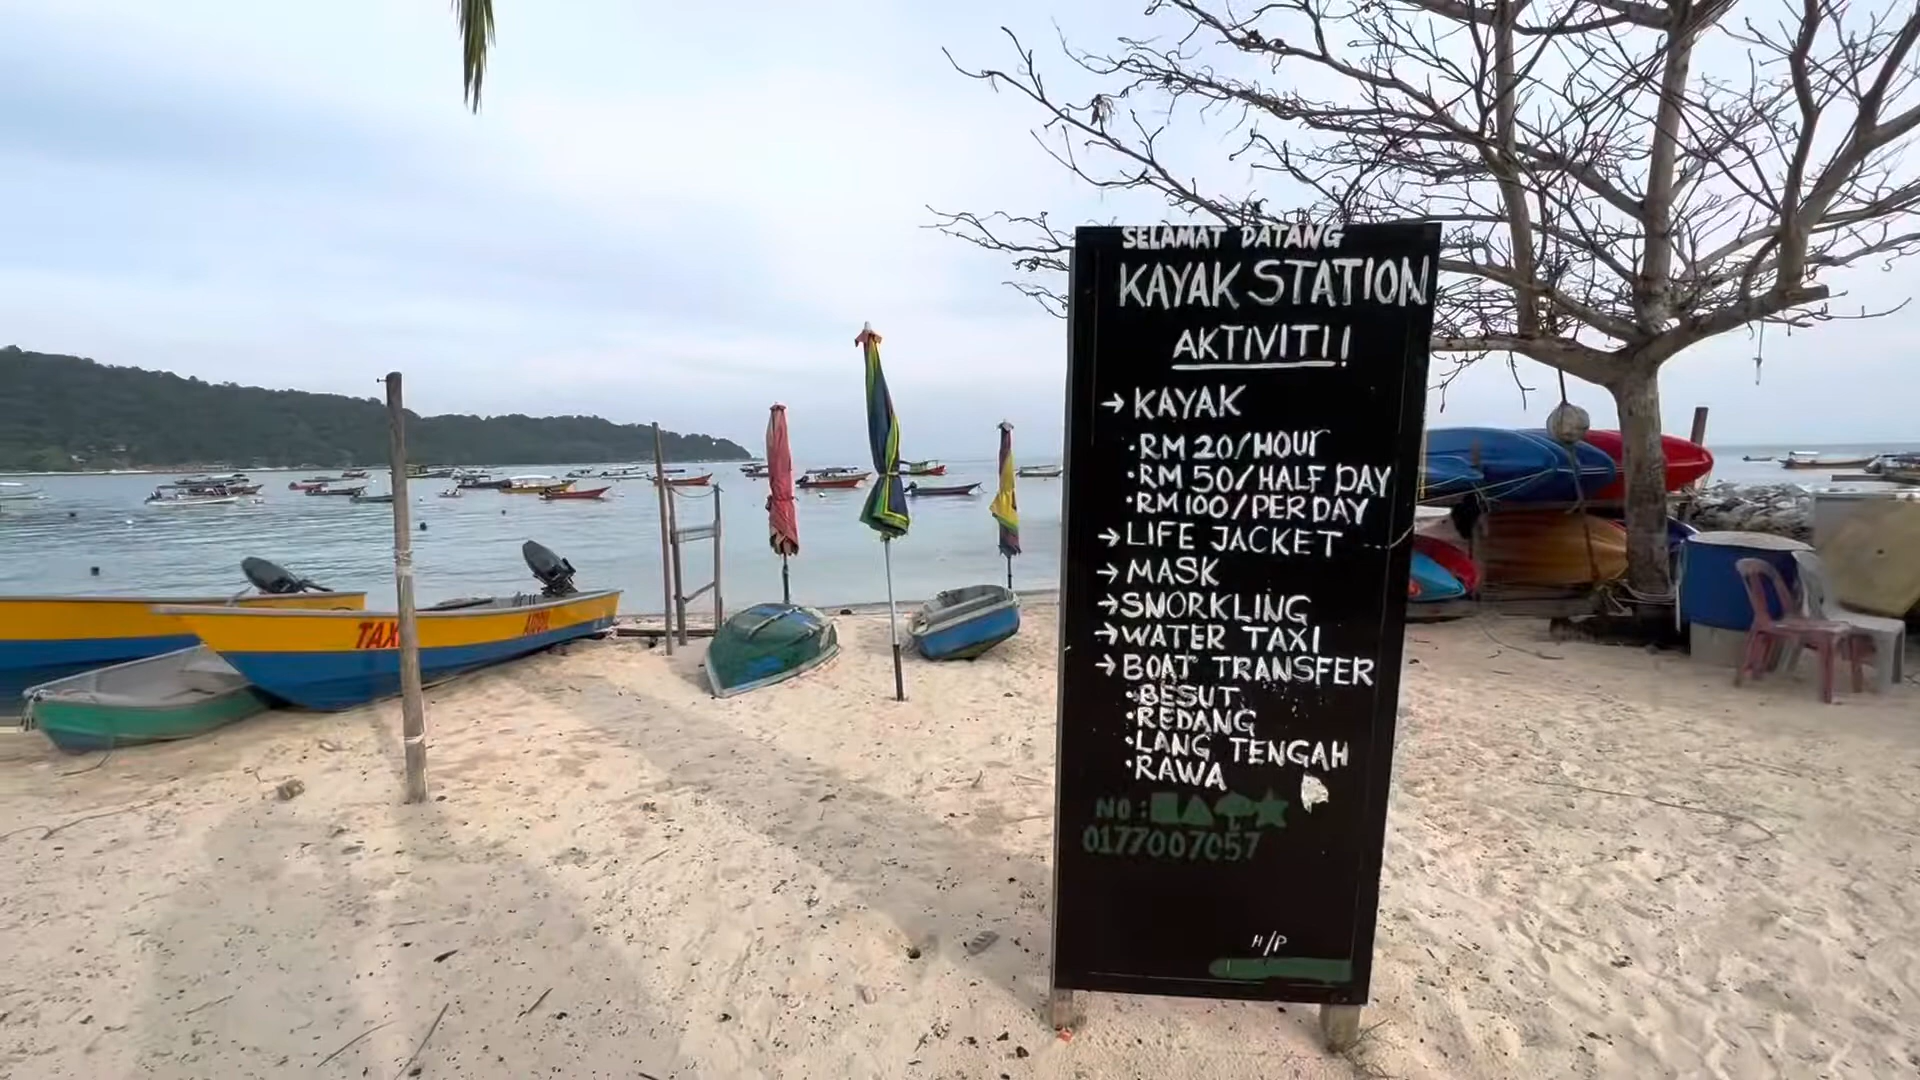 SELAMAT DATANG
KAYAK STATION
AKTIVITI!
→ KAYAK
·RM 20/HOUR
·RM 50/HALF DAY
·RM 100/PER DAY
→ LIFE JACKET
→ MASK
→ SNORKLING
→ WATER TAXI
→ BOAT TRANSFER
·BESUT
·REDANG
·LANG TENGAH
·RAWA
NO:
0177007057
H/P
TAXI